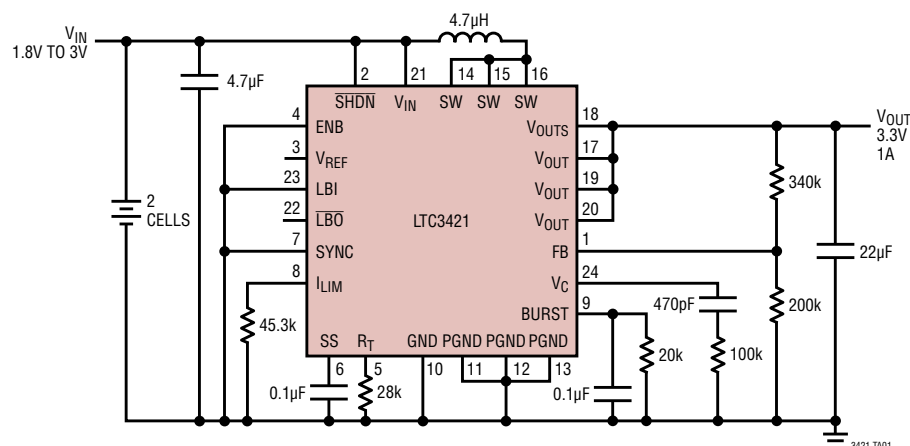 4.7µH
VIN
1.8V TO 3V
4.7µF
2 21 14 15 16
SHDN VIN SW SW SW
4 ENB
3 VREF
23 LBI
22 LBO
7 SYNC
8 ILIM
LTC3421
VOUTS 18
VOUT 17
VOUT 19
VOUT 20
FB 1
VC 24
BURST 9
VOUT
3.3V
1A
340k
22µF
200k
2
CELLS
45.3k
470pF
20k
100k
SS RT GND PGND PGND PGND
6 5 10 11 12 13
0.1µF
28k
0.1µF
3421 TA01